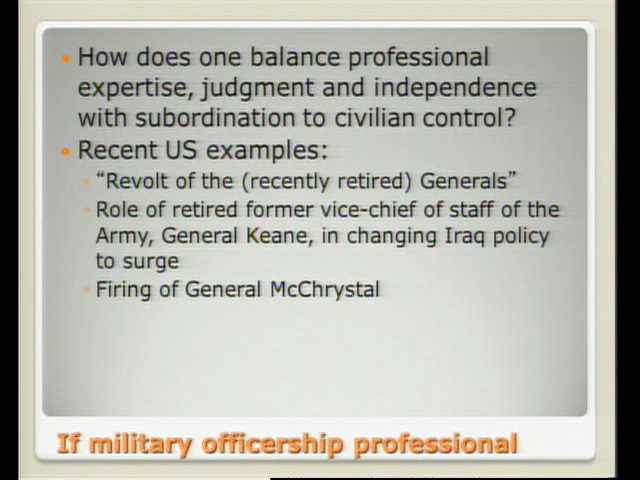 How does one balance professional
expertise, judgment and independence
with subordination to civilian control?
Recent US examples:
"Revolt of the (recently retired) Generals"
Role of retired former vice-chief of staff of the
Army, General Keane, in changing Iraq policy
to surge
Firing of General McChrystal
If military officership professional